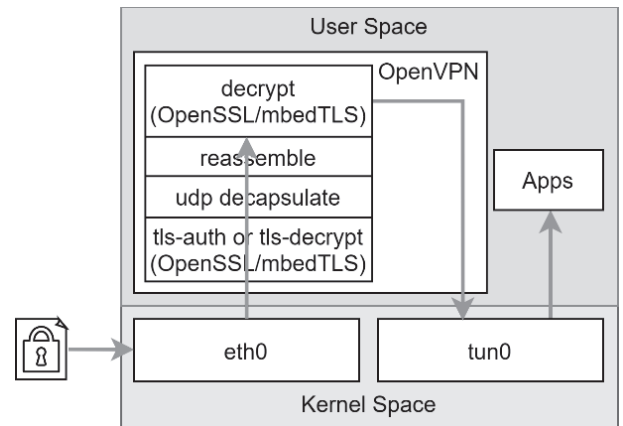 User Space
OpenVPN
decrypt
(OpenSSL/mbedTLS)
reassemble
udp decapsulate
tls-auth or tls-decrypt
(OpenSSL/mbedTLS)
Apps
eth0
tun0
Kernel Space